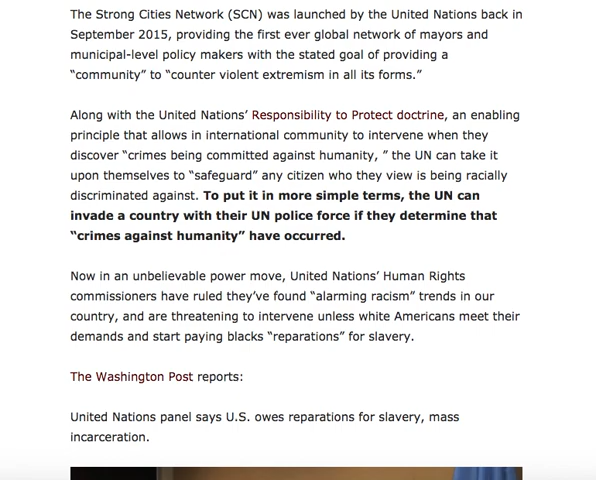 The Strong Cities Network (SCN) was launched by the United Nations back in
September 2015, providing the first ever global network of mayors and
municipal-level policy makers with the stated goal of providing a
“community” to “counter violent extremism in all its forms.”
Along with the United Nations’ Responsibility to Protect doctrine, an enabling
principle that allows in international community to intervene when they
discover “crimes being committed against humanity, ” the UN can take it
upon themselves to “safeguard” any citizen who they view is being racially
discriminated against. To put it in more simple terms, the UN can
invade a country with their UN police force if they determine that
“crimes against humanity” have occurred.
Now in an unbelievable power move, United Nations’ Human Rights
commissioners have ruled they’ve found “alarming racism” trends in our
country, and are threatening to intervene unless white Americans meet their
demands and start paying blacks “reparations” for slavery.
The Washington Post reports:
United Nations panel says U.S. owes reparations for slavery, mass
incarceration.